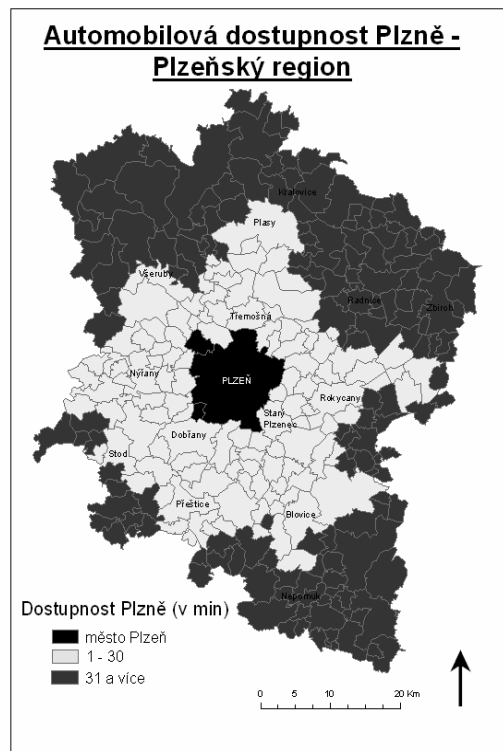 Automobilová dostupnost Plzně -
Plzeňský region
Kralovice
Plasy
Všeruby
Radnice
Zbiroh
Třemošná
PLZEŇ
Nýřany
Rokycany
Starý
Plzenec
Dobřany
Stod
Přeštice
Blovice
Nepomuk
Dostupnost Plzně (v min)
město Plzeň
1 - 30
31 a více
0 5 10 20 Km